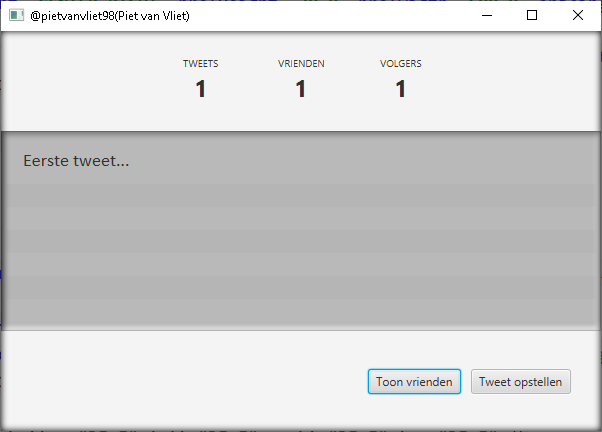 @pietvanvliet98(Piet van Vliet)
TWEETS VRIENDEN VOLGERS
1 1 1
Eerste tweet...
Toon vrienden Tweet opstellen